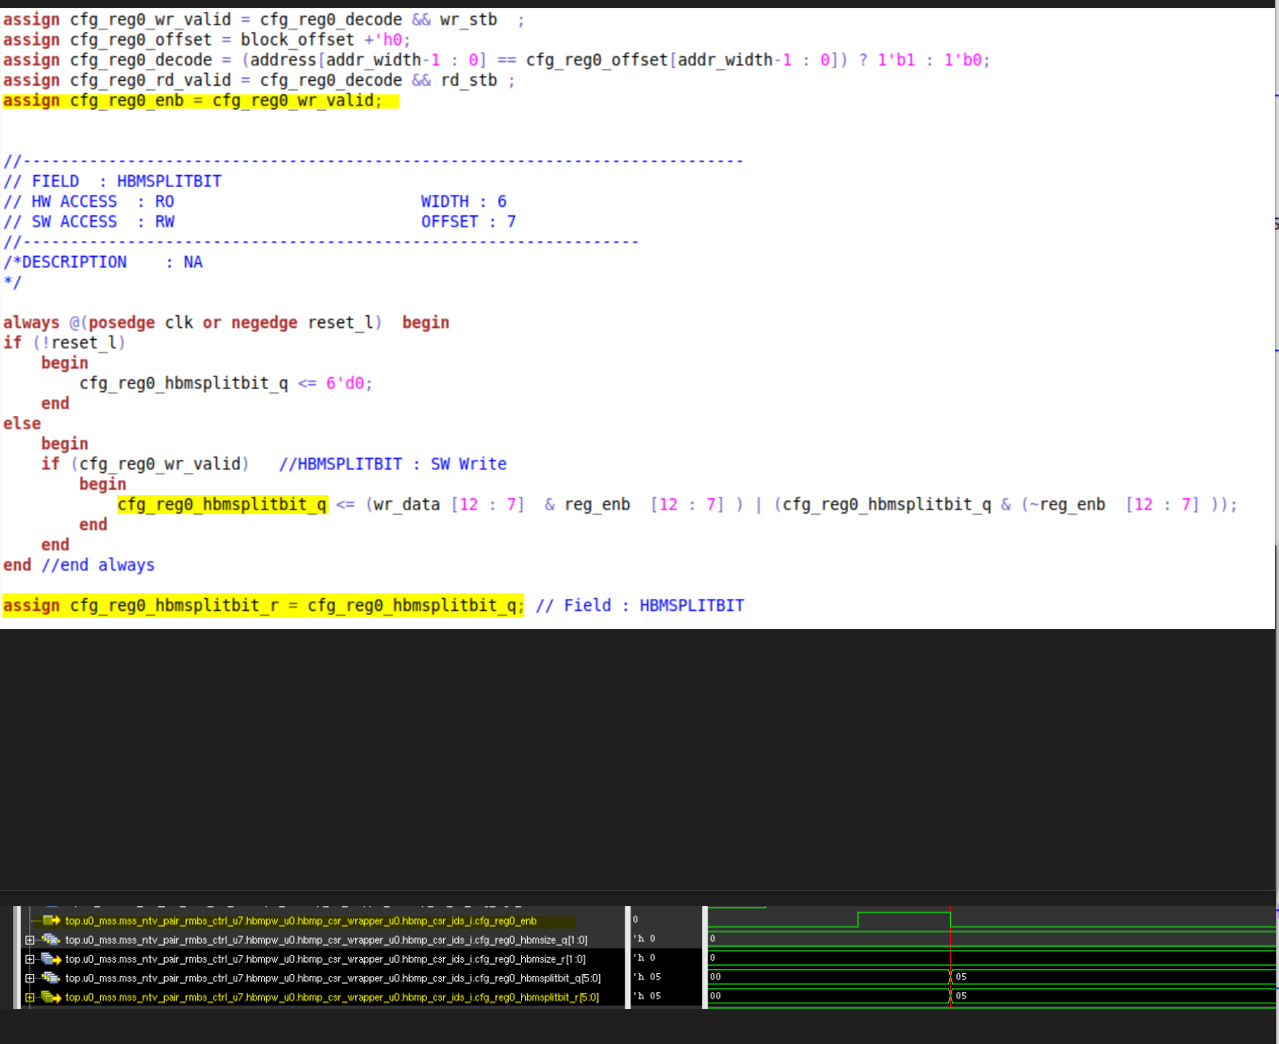 assign cfg_reg0_wr_valid = cfg_reg0_decode && wr_stb  ;
assign cfg_reg0_offset = block_offset +'h0;
assign cfg_reg0_decode = (address[addr_width-1 : 0] == cfg_reg0_offset[addr_width-1 : 0]) ? 1'b1 : 1'b0;
assign cfg_reg0_rd_valid = cfg_reg0_decode && rd_stb ;
assign cfg_reg0_enb = cfg_reg0_wr_valid;
//----------------------------------------------------------------------------
// FIELD  : HBMSPLITBIT
// HW ACCESS  : RO                     WIDTH : 6
// SW ACCESS  : RW                     OFFSET : 7
//-----------------------------------------------------------------
/*DESCRIPTION    : NA
*/
always @(posedge clk or negedge reset_l)  begin
if (!reset_l)
    begin
        cfg_reg0_hbmsplitbit_q <= 6'd0;
    end
else
    begin
    if (cfg_reg0_wr_valid)   //HBMSPLITBIT : SW Write
        begin
            cfg_reg0_hbmsplitbit_q <= (wr_data [12 : 7]  & reg_enb  [12 : 7] ) | (cfg_reg0_hbmsplitbit_q & (~reg_enb  [12 : 7] ));
        end
    end
end //end always
assign cfg_reg0_hbmsplitbit_r = cfg_reg0_hbmsplitbit_q; // Field : HBMSPLITBIT
top.u0_mss.mss_ntv_pair_rmbs_ctrl_u7.hbmpw_u0.hbmp_csr_wrapper_u0.hbmp_csr_ids_i.cfg_reg0_enb 0
top.u0_mss.mss_ntv_pair_rmbs_ctrl_u7.hbmpw_u0.hbmp_csr_wrapper_u0.hbmp_csr_ids_i.cfg_reg0_hbmsize_q[1:0] 'h 0 0
top.u0_mss.mss_ntv_pair_rmbs_ctrl_u7.hbmpw_u0.hbmp_csr_wrapper_u0.hbmp_csr_ids_i.cfg_reg0_hbmsize_r[1:0] 'h 0 0
top.u0_mss.mss_ntv_pair_rmbs_ctrl_u7.hbmpw_u0.hbmp_csr_wrapper_u0.hbmp_csr_ids_i.cfg_reg0_hbmsplitbit_q[5:0] 'h 05 00 05
top.u0_mss.mss_ntv_pair_rmbs_ctrl_u7.hbmpw_u0.hbmp_csr_wrapper_u0.hbmp_csr_ids_i.cfg_reg0_hbmsplitbit_r[5:0] 'h 05 00 05